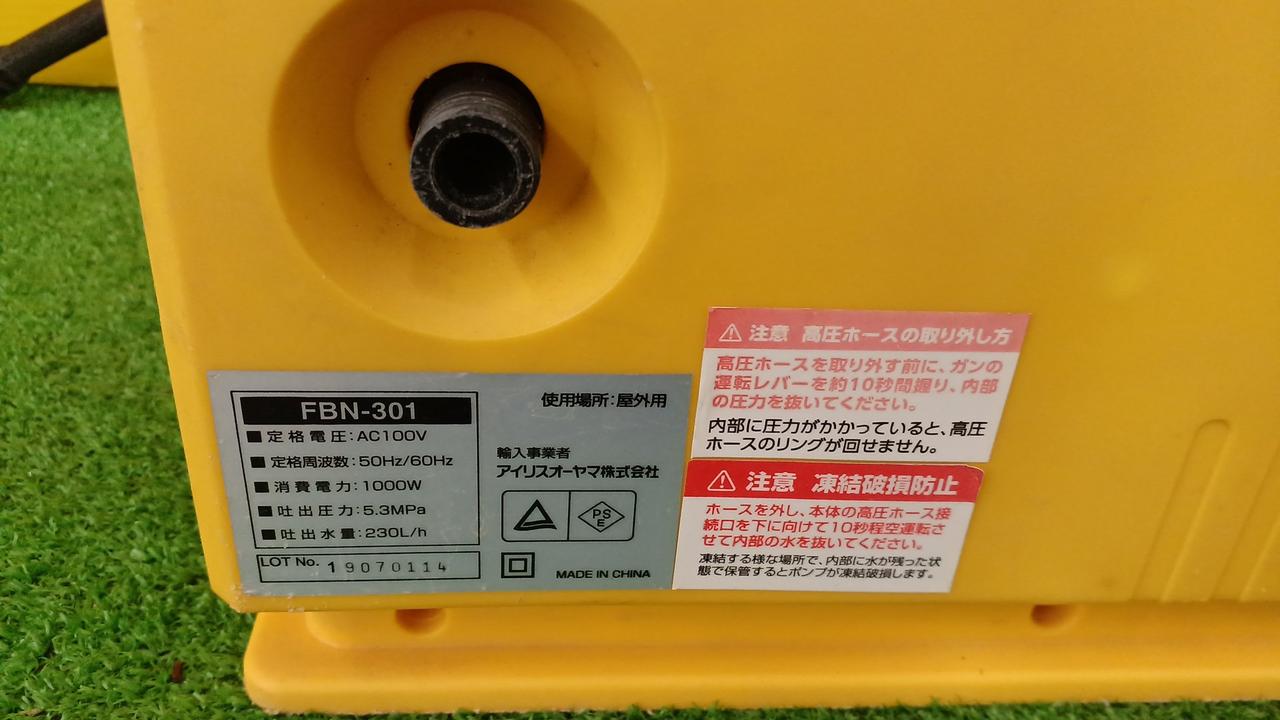 FBN-301
■定格電圧:AC100V
■定格周波数:50Hz/60Hz
■消費電力:1000W
■吐出圧力:5.3MPa
■吐出水量:230L/h
LOT No. 19070114
使用場所:屋外用
輸入事業者
アイリスオーヤマ株式会社
PS
E
MADE IN CHINA
注意 高圧ホースの取り外し方
高圧ホースを取り外す前に、ガンの
運転レバーを約10秒間握り、内部
の圧力を抜いてください。
内部に圧力がかかっていると、高圧
ホースのリングが回せません。
注意 凍結破損防止
ホースを外し、本体の高圧ホース接
続口を下に向けて10秒程空運転さ
せて内部の水を抜いてください。
凍結する様な場所で、内部に水が残った状
態で保管するとポンプが凍結破損します。